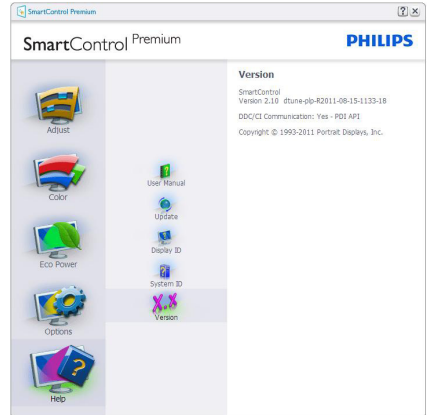 SmartControl Premium
SmartControl Premium
PHILIPS
Adjust
Color
Eco Power
Options
Help
User Manual
Update
Display ID
System ID
X.X
Version
Version
SmartControl
Version 2.10 dtune-plp-R2011-08-15-1133-18
DDC/CI Communication: Yes - PDI API
Copyright © 1993-2011 Portrait Displays, Inc.